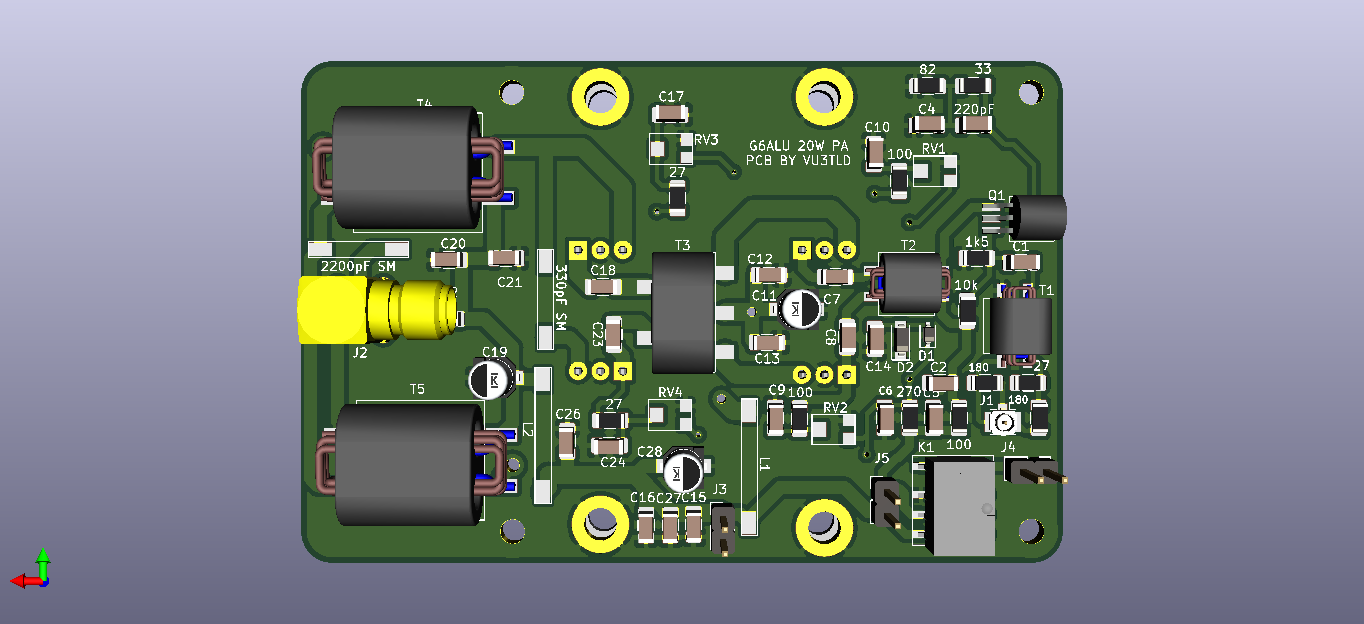 82
33
T4
C17
C4
220pF
RV3
G6ALU 20W PA
PCB BY VU3TLD
C10
100
RV1
27
Q1
C20
2200pF SM
C21
330pF SM
C18
T3
C12
C11
C7
T2
1k5
C1
10k
T1
J2
C23
C13
C8
C14
D2
D1
C19
C2
180
27
T5
L2
C26
27
RV4
C24
C28
L1
C9
100
RV2
C6
270
J1
180
100
J4
J5
K1
C16
C27
C15
J3